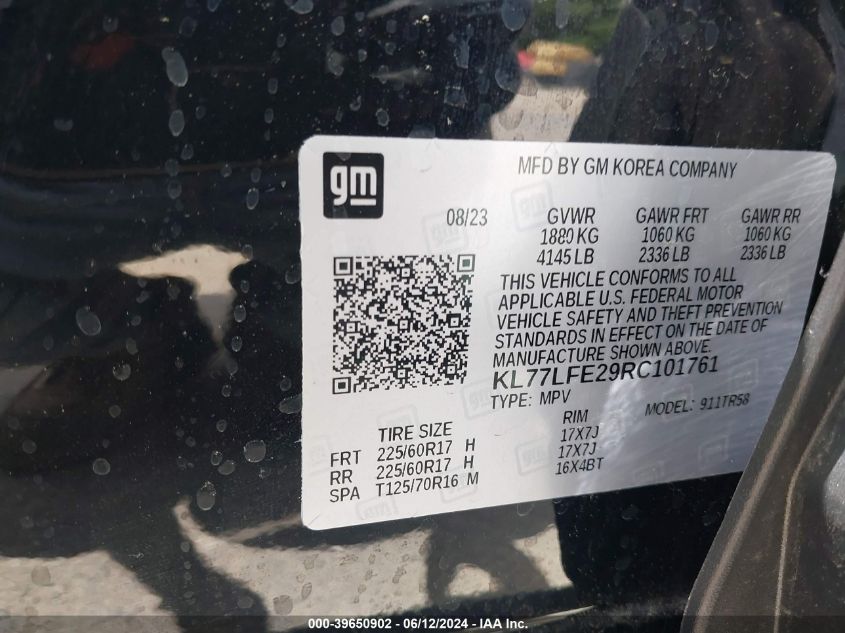 gm
MFD BY GM KOREA COMPANY
08/23 GVWR GAWR FRT GAWR RR
1880 KG 1060 KG 1060 KG
4145 LB 2336 LB 2336 LB
THIS VEHICLE CONFORMS TO ALL
APPLICABLE U.S. FEDERAL MOTOR
VEHICLE SAFETY AND THEFT PREVENTION
STANDARDS IN EFFECT ON THE DATE OF
MANUFACTURE SHOWN ABOVE.
KL77LFE29RC101761
TYPE: MPV MODEL: 911TR58
TIRE SIZE RIM
FRT 225/60R17 H 17X7J
RR 225/60R17 H 17X7J
SPA T125/70R16 M 16X4BT
000-39650902 - 06/12/2024 - IAA Inc.